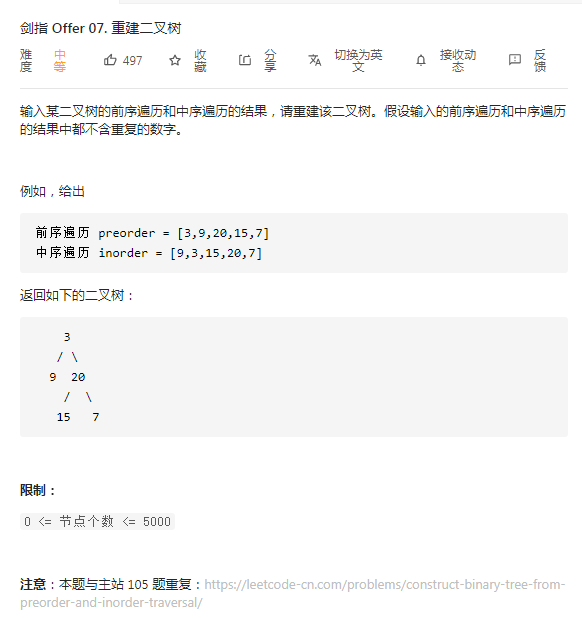 剑指 Offer 07. 重建二叉树
难度 中等 497 收藏 分享 切换为英文 接收动态 反馈
输入某二叉树的前序遍历和中序遍历的结果，请重建该二叉树。假设输入的前序遍历和中序遍历
的结果中都不含重复的数字。
例如，给出
前序遍历 preorder = [3,9,20,15,7]
中序遍历 inorder = [9,3,15,20,7]
返回如下的二叉树：
3
/ \
9 20
/ \
15 7
限制：
0 <= 节点个数 <= 5000
注意：本题与主站 105 题重复：https://leetcode-cn.com/problems/construct-binary-tree-from-
preorder-and-inorder-traversal/